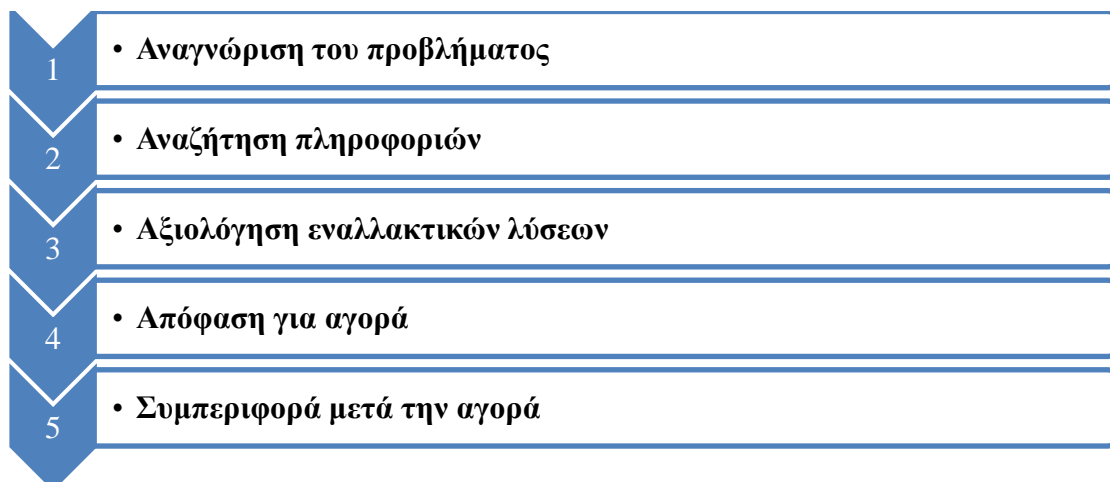 1
• Αναγνώριση του προβλήματος
2
• Αναζήτηση πληροφοριών
3
• Αξιολόγηση εναλλακτικών λύσεων
4
• Απόφαση για αγορά
5
• Συμπεριφορά μετά την αγορά